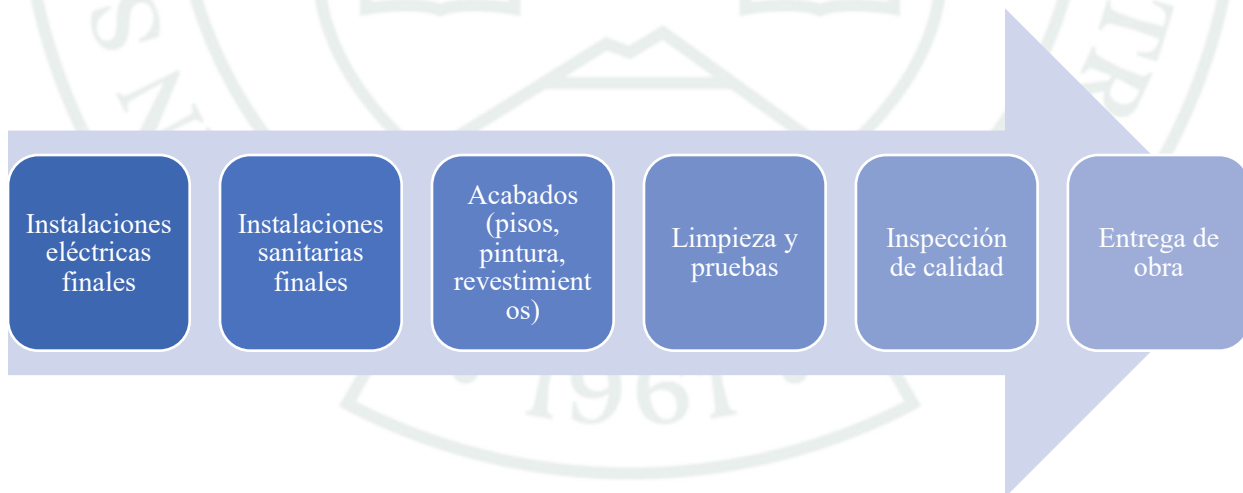 Instalaciones
eléctricas
finales
Instalaciones
sanitarias
finales
Acabados
(pisos,
pintura,
revestimient
os)
Limpieza y
pruebas
Inspección
de calidad
Entrega de
obra
S N
TR
• 1961 •